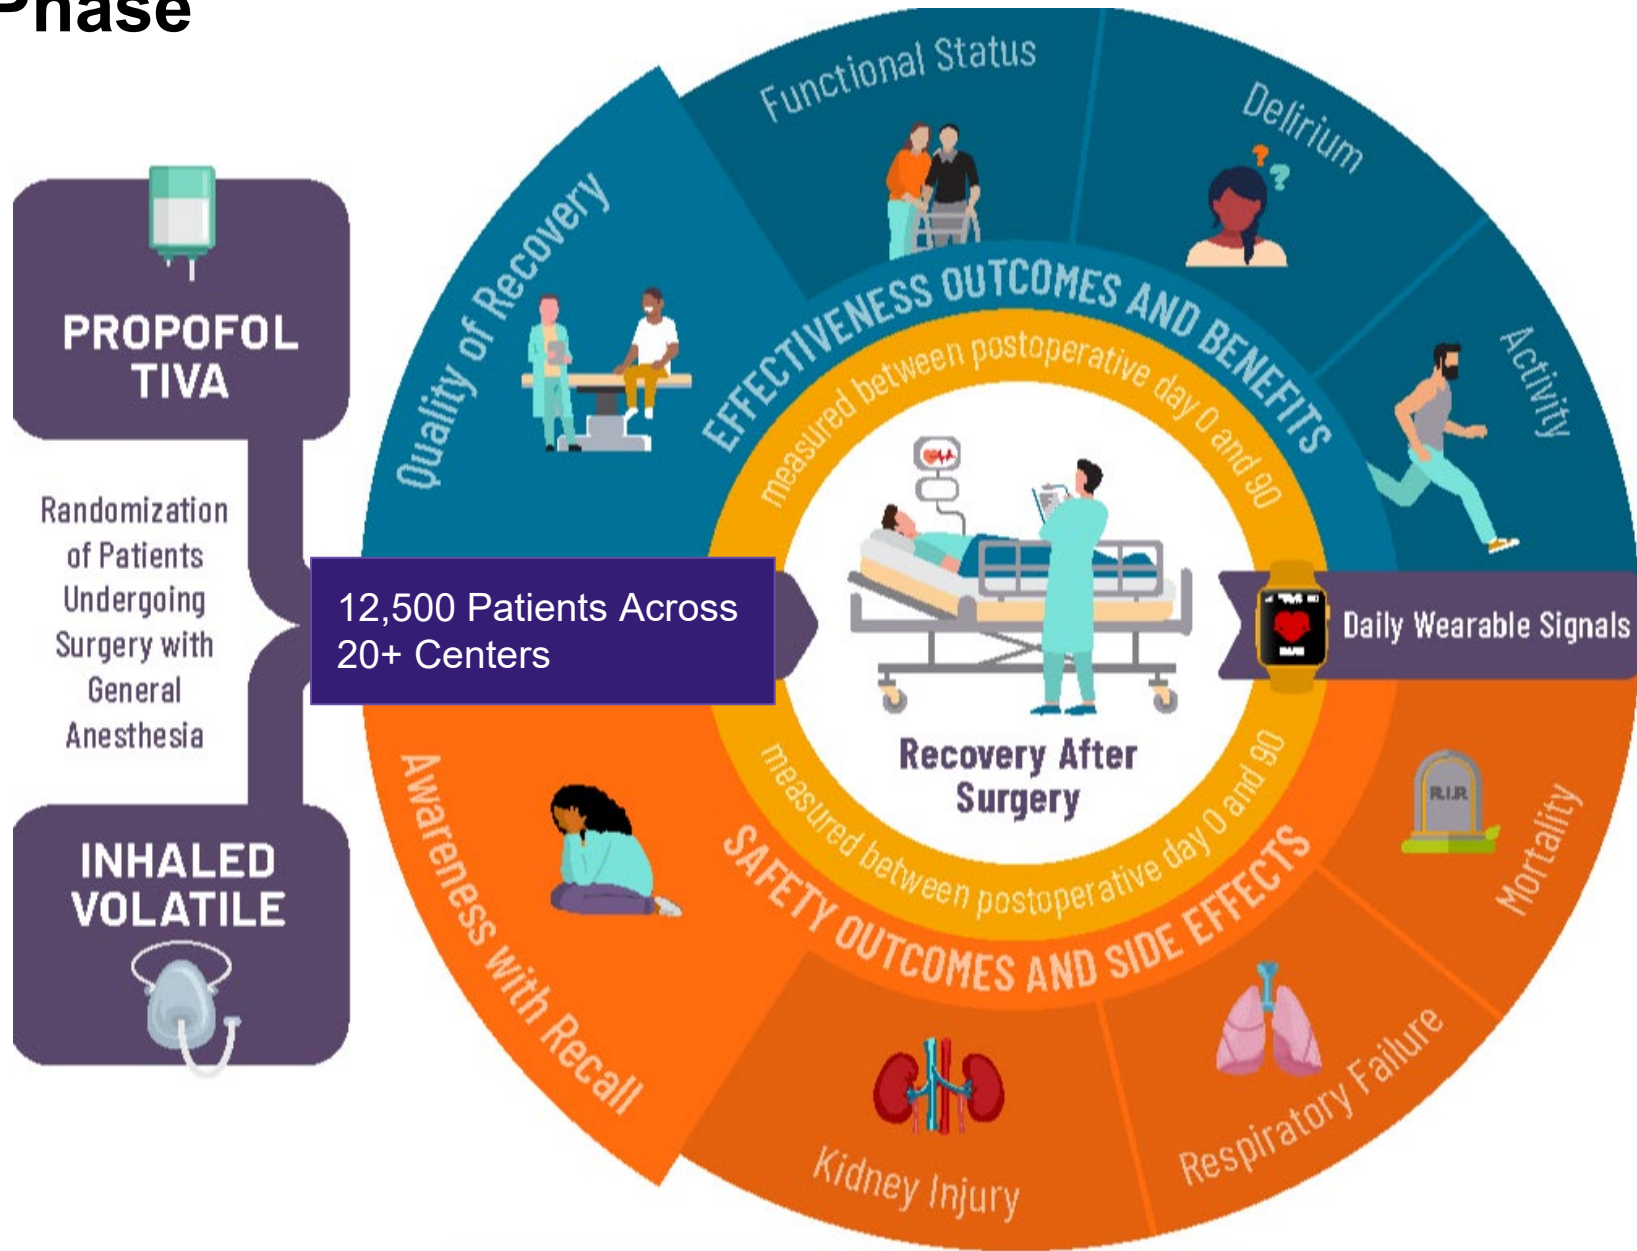 Phase
PROPOFOL
TIVA
Randomization
of Patients
Undergoing
Surgery with
General
Anesthesia
INHALED
VOLATILE
12,500 Patients Across
20+ Centers
Quality of Recovery
Functional Status
Delirium
Activity
EFFECTIVENESS OUTCOMES AND BENEFITS
measured between postoperative day 0 and 90
Recovery After
Surgery
Daily Wearable Signals
measured between postoperative day 0 and 90
SAFETY OUTCOMES AND SIDE EFFECTS
Awareness with Recall
Kidney Injury
Respiratory Failure
Mortality
R.I.P